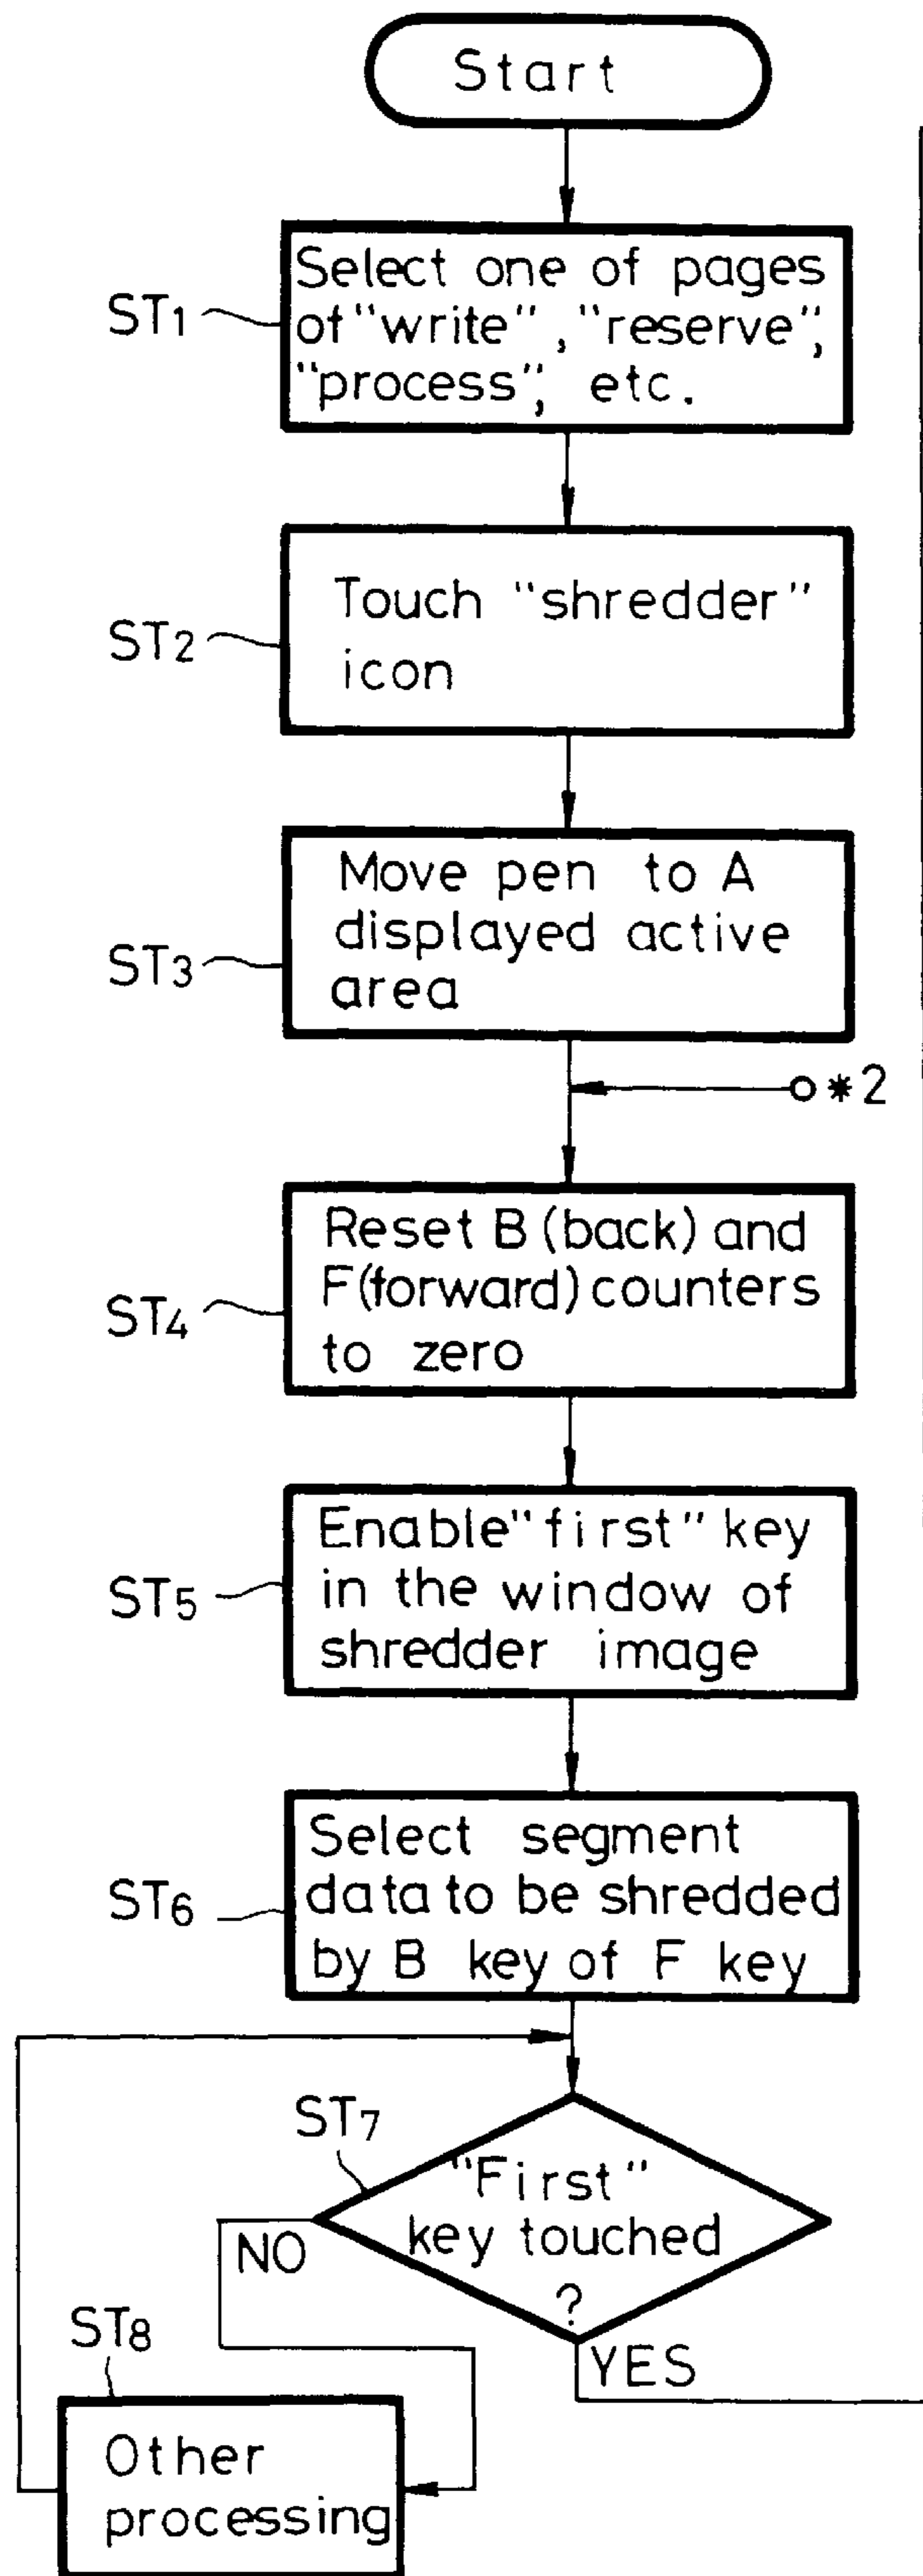 Start
ST1
Select one of pages
of "write", "reserve",
"process", etc.
ST2
Touch "shredder"
icon
ST3
Move pen to A
displayed active
area
*2
ST4
Reset B (back) and
F(forward) counters
to zero
ST5
Enable "first" key
in the window of
shredder image
ST6
Select segment
data to be shredded
by B key of F key
ST7
"First"
key touched
?
NO
YES
ST8
Other
processing